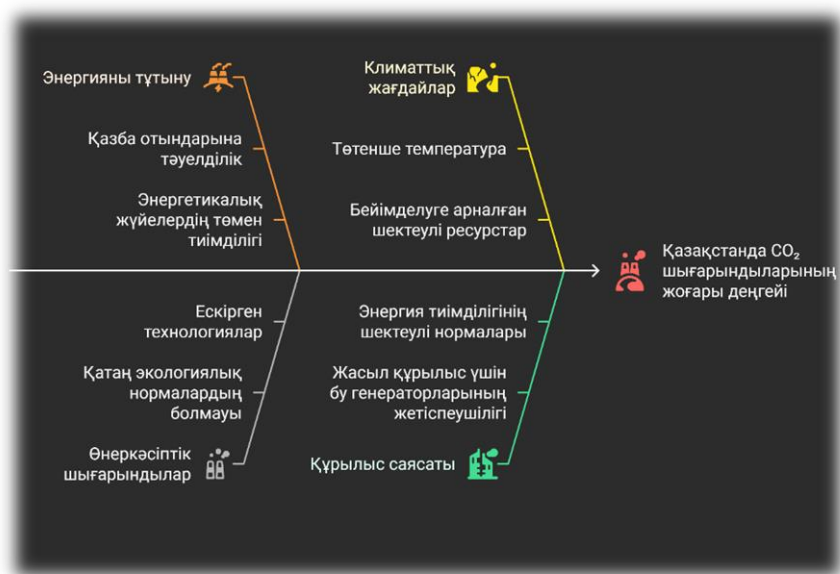 Энергияны тұтыну
Климаттық
жағдайлар
Қазба отындарына
тәуелділік
Төтенше температура
Энергетикалық
жүйелердің төмен
тиімділігі
Бейімделуге арналған
шектеулі ресурстар
Қазақстанда CO₂
шығарындыларының
жоғары деңгейі
Ескірген
технологиялар
Энергия тиімділігінің
шектеулі нормалары
Қатаң экологиялық
нормалардың
болмауы
Жасыл құрылыс үшін
бу генераторларының
жетіспеушілігі
Өнеркәсіптік
шығарындылар
Құрылыс саясаты